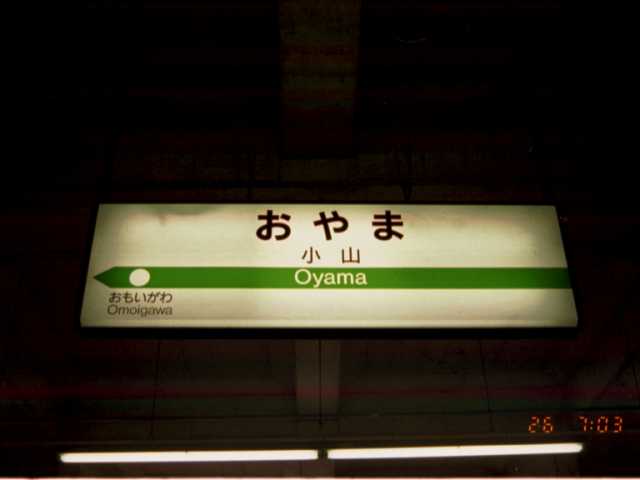 おやま
小山
Oyama
おもいがわ
Omoigawa
26 7:03